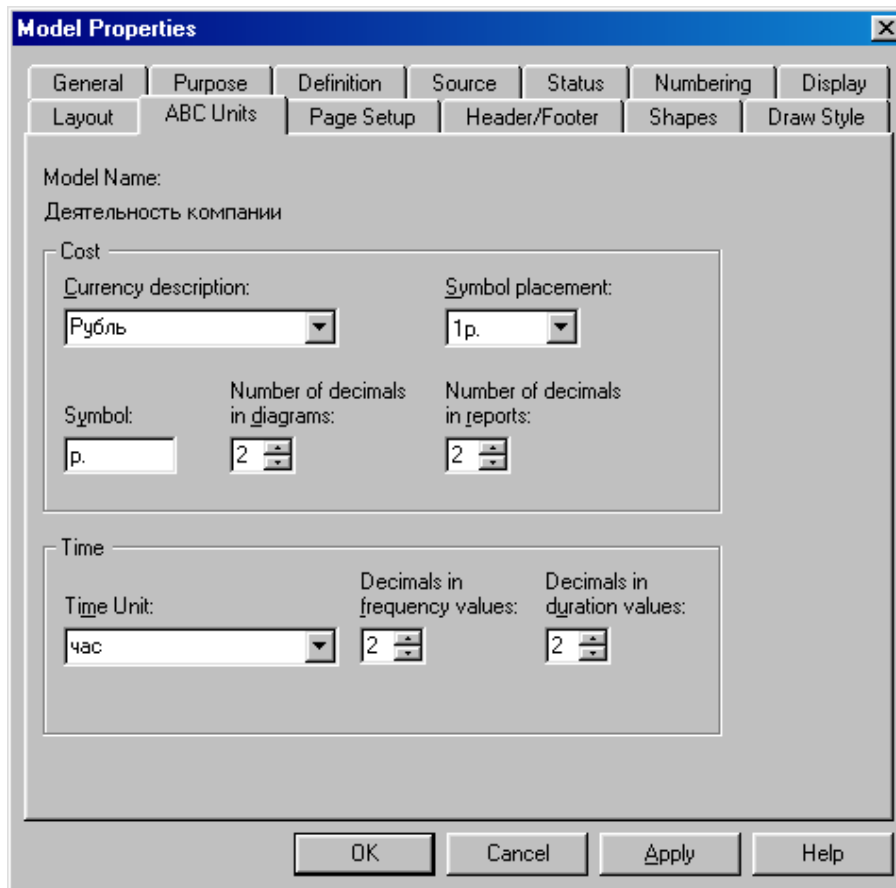 Model Properties
General Purpose Definition Source Status Numbering Display
Layout ABC Units Page Setup Header/Footer Shapes Draw Style
Model Name:
Деятельность компании
Cost
Currency description: Symbol placement:
Рубль 1р.
Number of decimals Number of decimals
Symbol: in diagrams: in reports:
р. 2 2
Time
Decimals in Decimals in
Time Unit: frequency values: duration values:
час 2 2
OK Cancel Apply Help